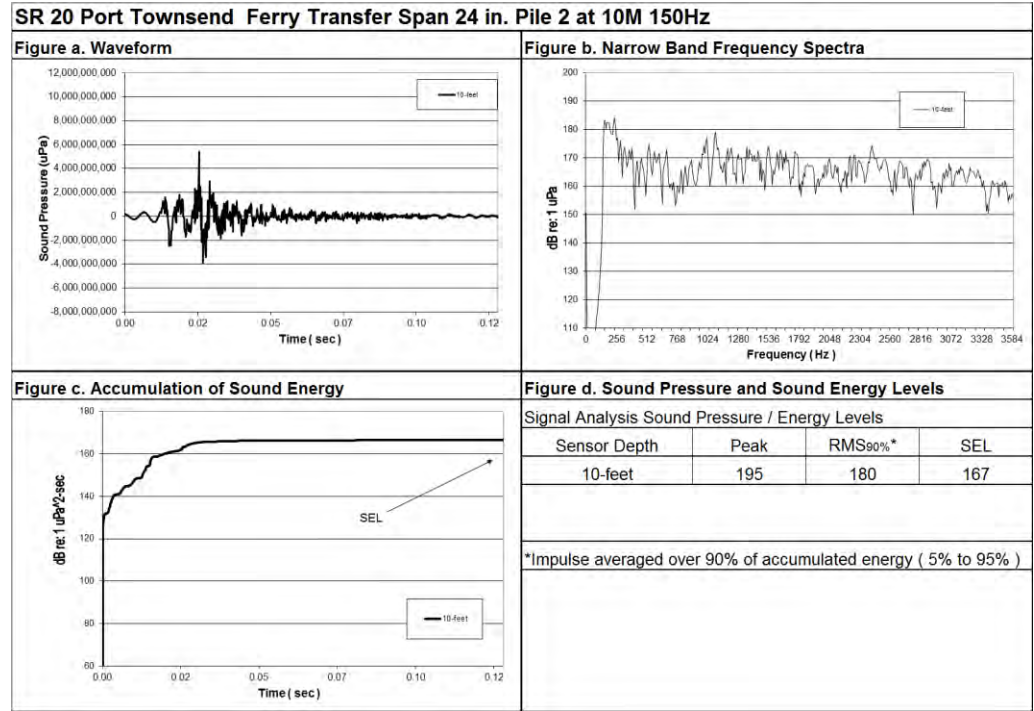 SR 20 Port Townsend Ferry Transfer Span 24 in. Pile 2 at 10M 150Hz
Figure a. Waveform
12,000,000,000
10,000,000,000
8,000,000,000
6,000,000,000
4,000,000,000
2,000,000,000
0
-2,000,000,000
-4,000,000,000
-6,000,000,000
-8,000,000,000
Sound Pressure (uPa)
10-feet
0.00 0.02 0.05 0.07 0.10 0.12
Time ( sec )
Figure b. Narrow Band Frequency Spectra
200
190
180
170
160
150
140
130
120
110
dB re: 1 uPa
10-feet
0 256 512 768 1024 1280 1536 1792 2048 2304 2560 2816 3072 3328 3584
Frequency ( Hz )
Figure c. Accumulation of Sound Energy
180
160
140
120
100
80
60
dB re: 1 uPa^2-sec
SEL
10-feet
0.00 0.02 0.05 0.07 0.10 0.12
Time ( sec )
Figure d. Sound Pressure and Sound Energy Levels
Signal Analysis Sound Pressure / Energy Levels
Sensor Depth Peak RMS90%* SEL
10-feet 195 180 167
*Impulse averaged over 90% of accumulated energy ( 5% to 95% )